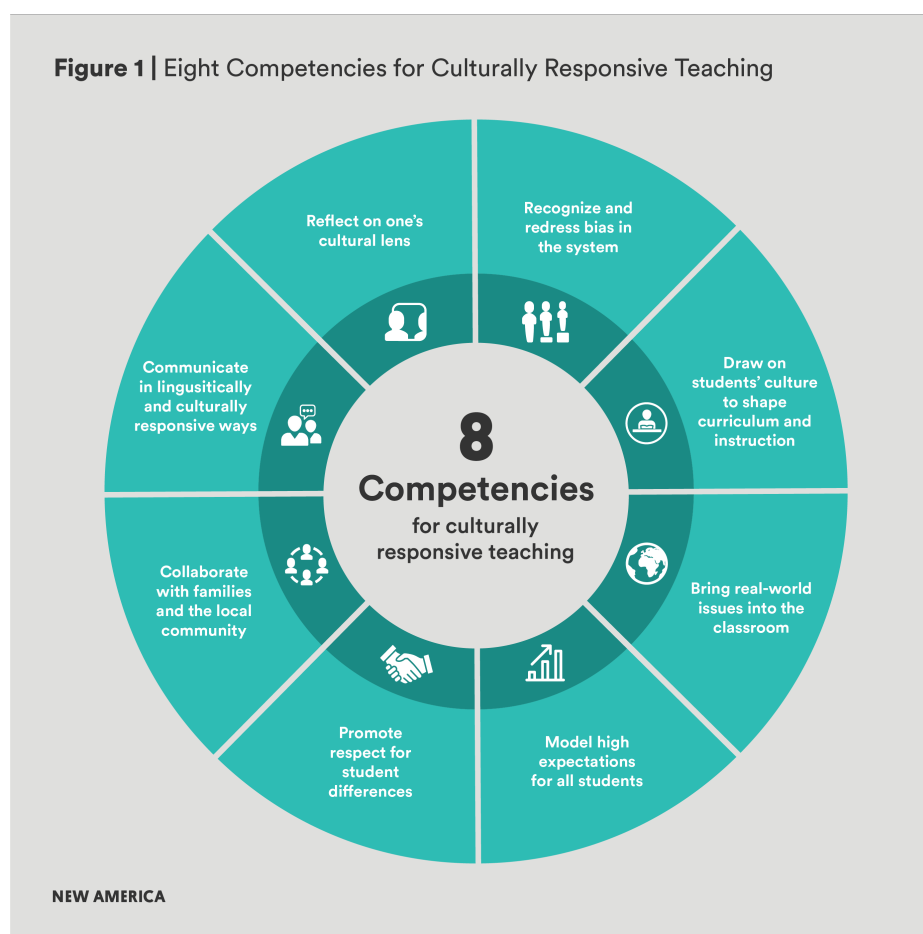 Figure 1 | Eight Competencies for Culturally Responsive Teaching
Reflect on one's
cultural lens
Recognize and
redress bias in
the system
Draw on
students' culture
to shape
curriculum and
instruction
Bring real-world
issues into the
classroom
Model high
expectations
for all students
Promote
respect for
student
differences
Collaborate
with families
and the local
community
Communicate
in lingusitically
and culturally
responsive ways
8
Competencies
for culturally
responsive teaching
NEW AMERICA